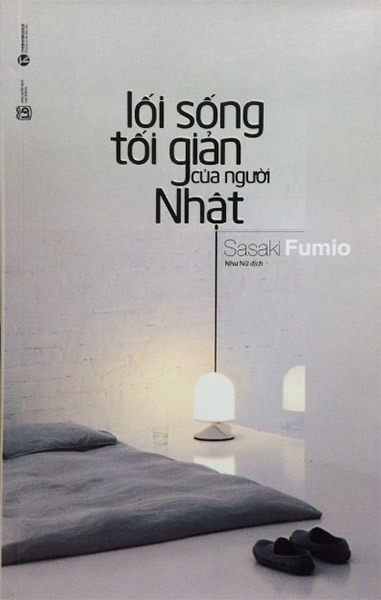 lối sống
tối giản
của người
Nhật
Sasaki Fumio
Như Nữ dịch